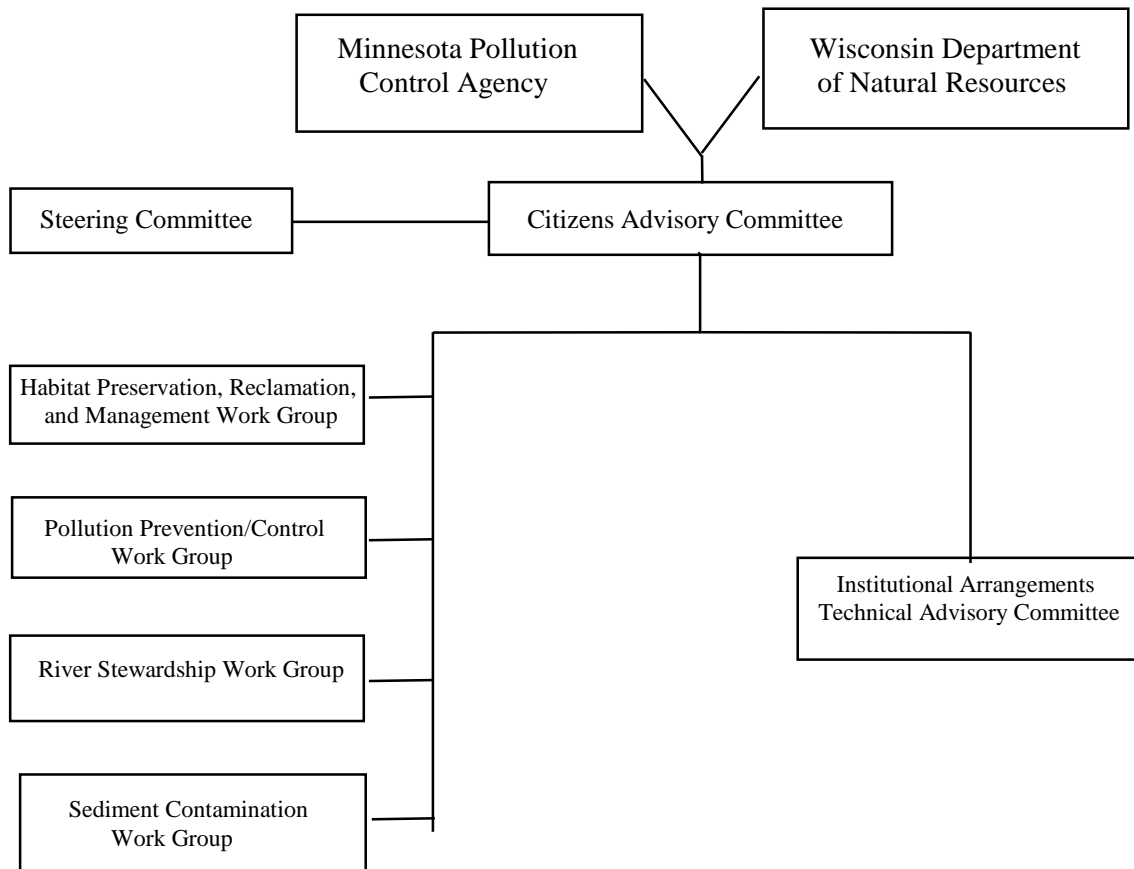 Minnesota Pollution
Control Agency
Wisconsin Department
of Natural Resources
Steering Committee
Citizens Advisory Committee
Habitat Preservation, Reclamation,
and Management Work Group
Pollution Prevention/Control
Work Group
River Stewardship Work Group
Sediment Contamination
Work Group
Institutional Arrangements
Technical Advisory Committee